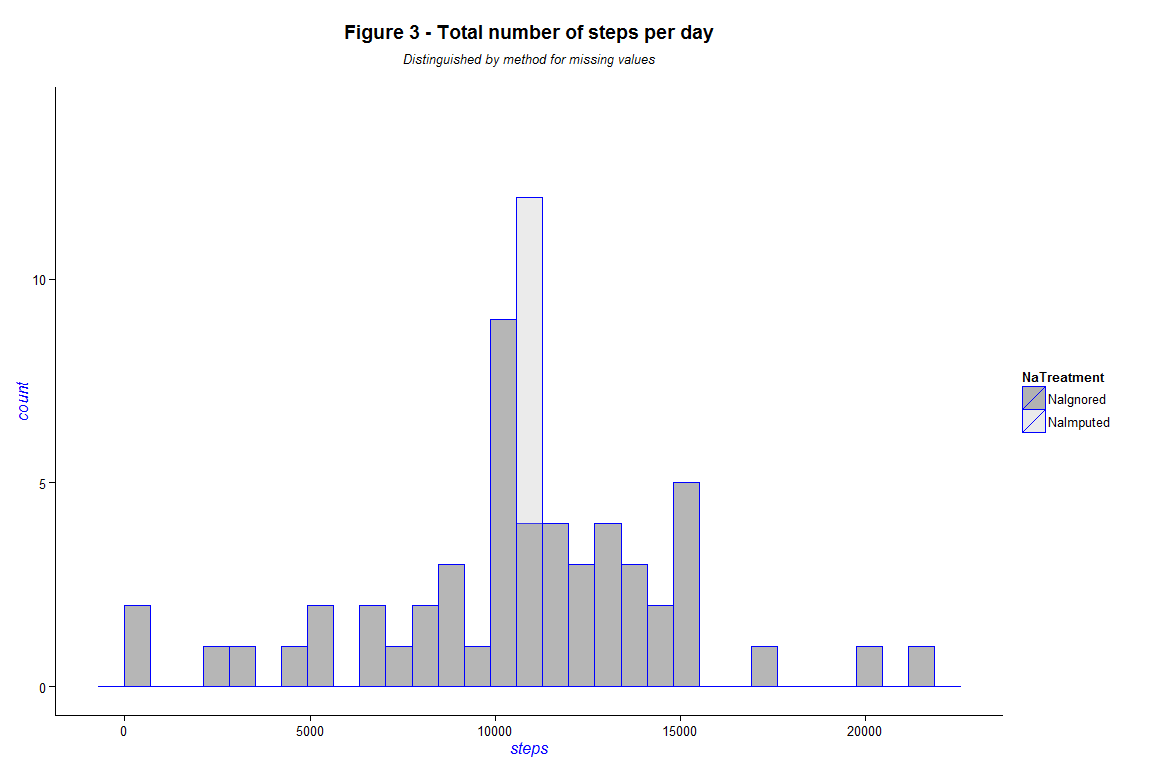 Figure 3 - Total number of steps per day
Distinguished by method for missing values
count
10
5
0
0 5000 10000 15000 20000
steps
NaTreatment
NaIgnored
NaImputed